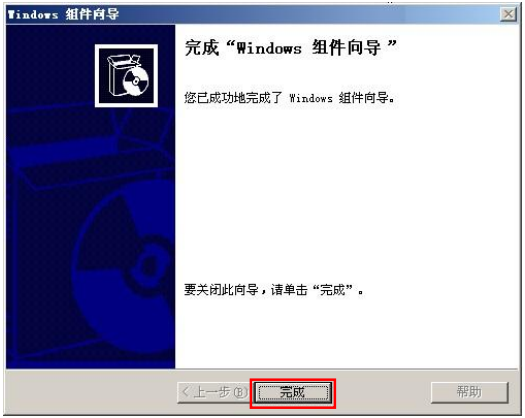 Windows 组件向导
完成“Windows 组件向导 ”
您已成功地完成了 Windows 组件向导。
要关闭此向导，请单击“完成”。
< 上一步(B)
完成
帮助